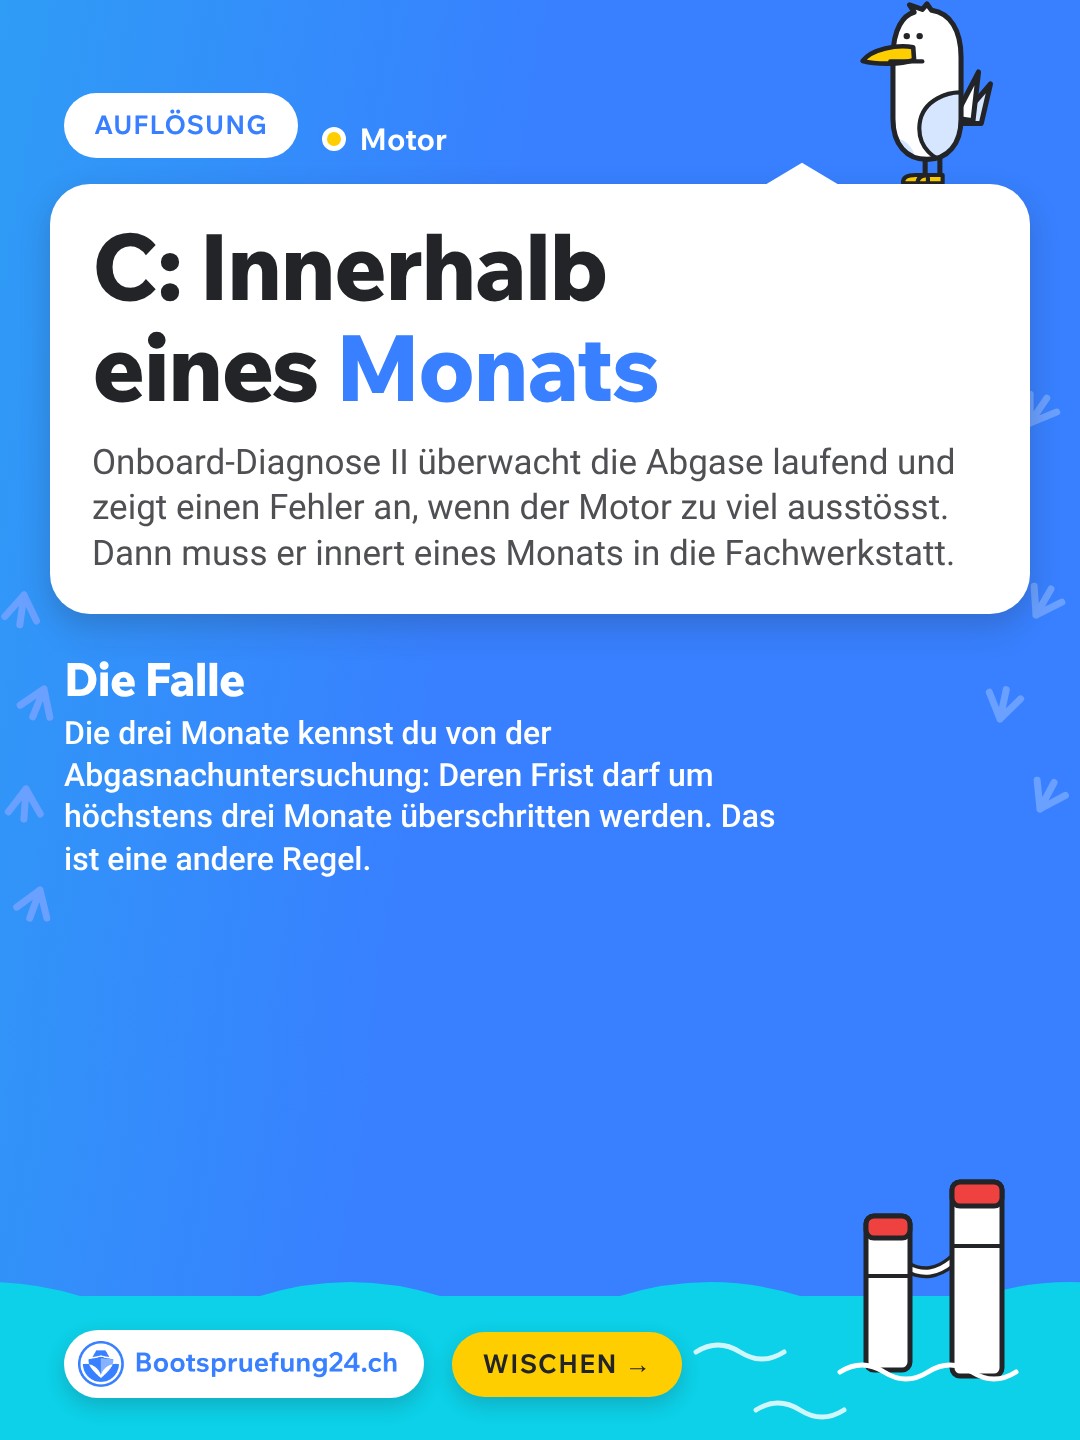 AUFLÖSUNG
Motor
C: Innerhalb
eines Monats
Onboard-Diagnose II überwacht die Abgase laufend und
zeigt einen Fehler an, wenn der Motor zu viel ausstösst.
Dann muss er innert eines Monats in die Fachwerkstatt.
Die Falle
Die drei Monate kennst du von der
Abgasnachuntersuchung: Deren Frist darf um
höchstens drei Monate überschritten werden. Das
ist eine andere Regel.
Bootspruefung24.ch
WISCHEN →